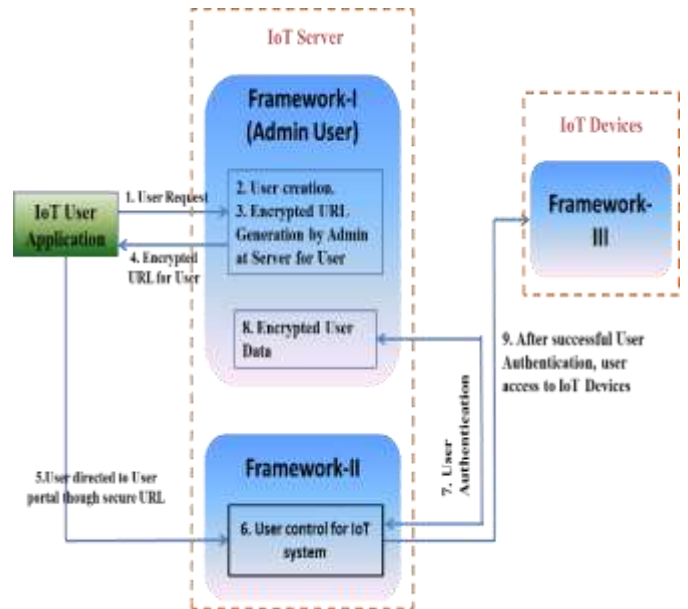 IoT Server
Framework-I
(Admin User)
IoT Devices
Framework-
III
1. User Request
2. User creation.
3. Encrypted URL
Generation by Admin
at Server for User
IoT User
Application
4. Encrypted
URL for User
8. Encrypted User
Data
9. After successful User
Authentication, user
access to IoT Devices
7. User
Authentication
Framework-II
5.User directed to User
portal though secure URL
6. User control for IoT
system